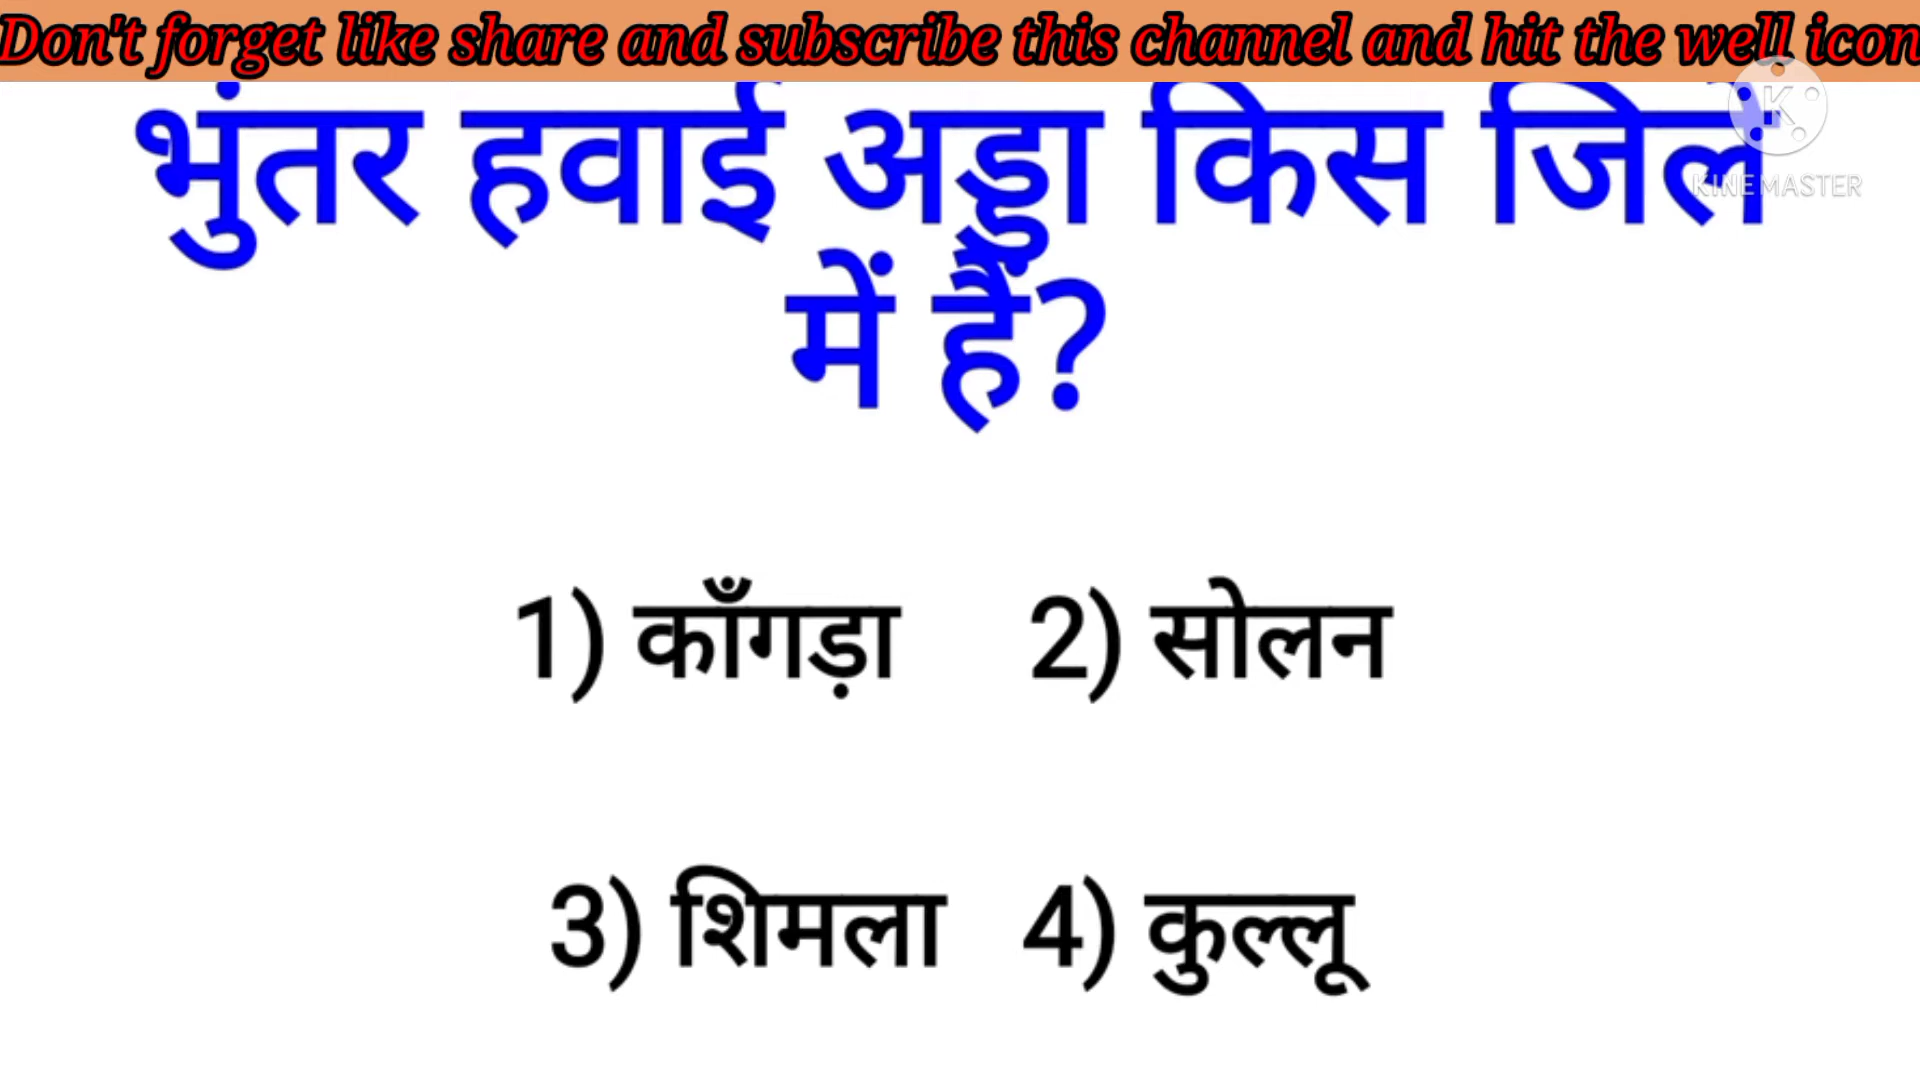 Don't forget like share and subscribe this channel and hit the well icon
भुंतर हवाई अड्डा किस जिले
में हैं?
KINEMASTER
1) काँगड़ा 2) सोलन
3) शिमला 4) कुल्लू